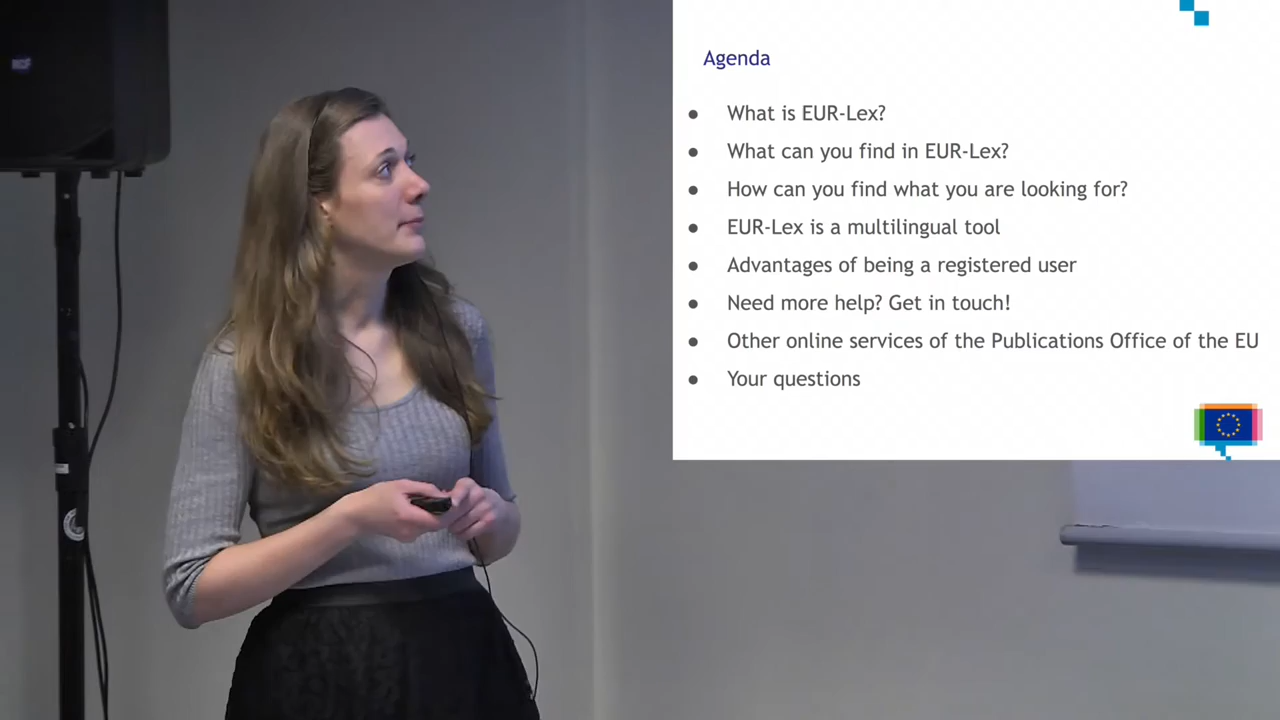 Agenda
● What is EUR-Lex?
● What can you find in EUR-Lex?
● How can you find what you are looking for?
● EUR-Lex is a multilingual tool
● Advantages of being a registered user
● Need more help? Get in touch!
● Other online services of the Publications Office of the EU
● Your questions